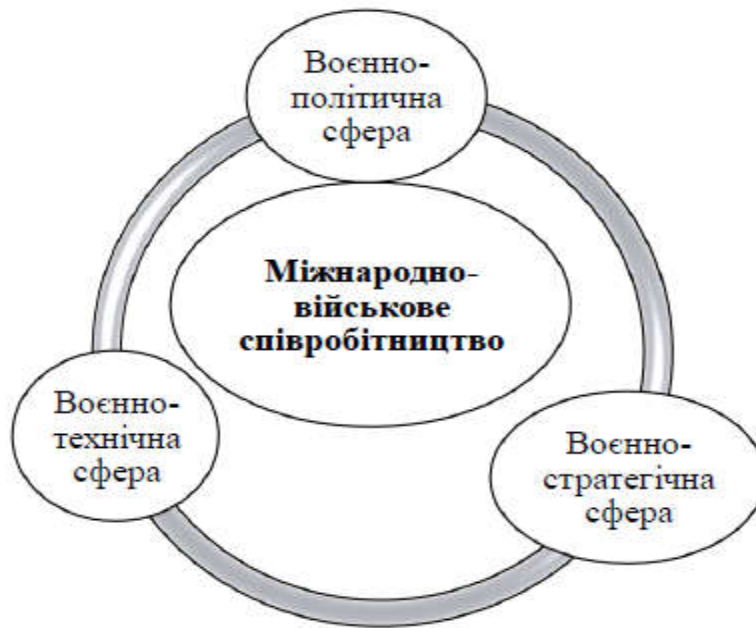 Воєнно-
політична
сфера
Міжнародно-
військове
співробітництво
Воєнно-
технічна
сфера
Воєнно-
стратегічна
сфера